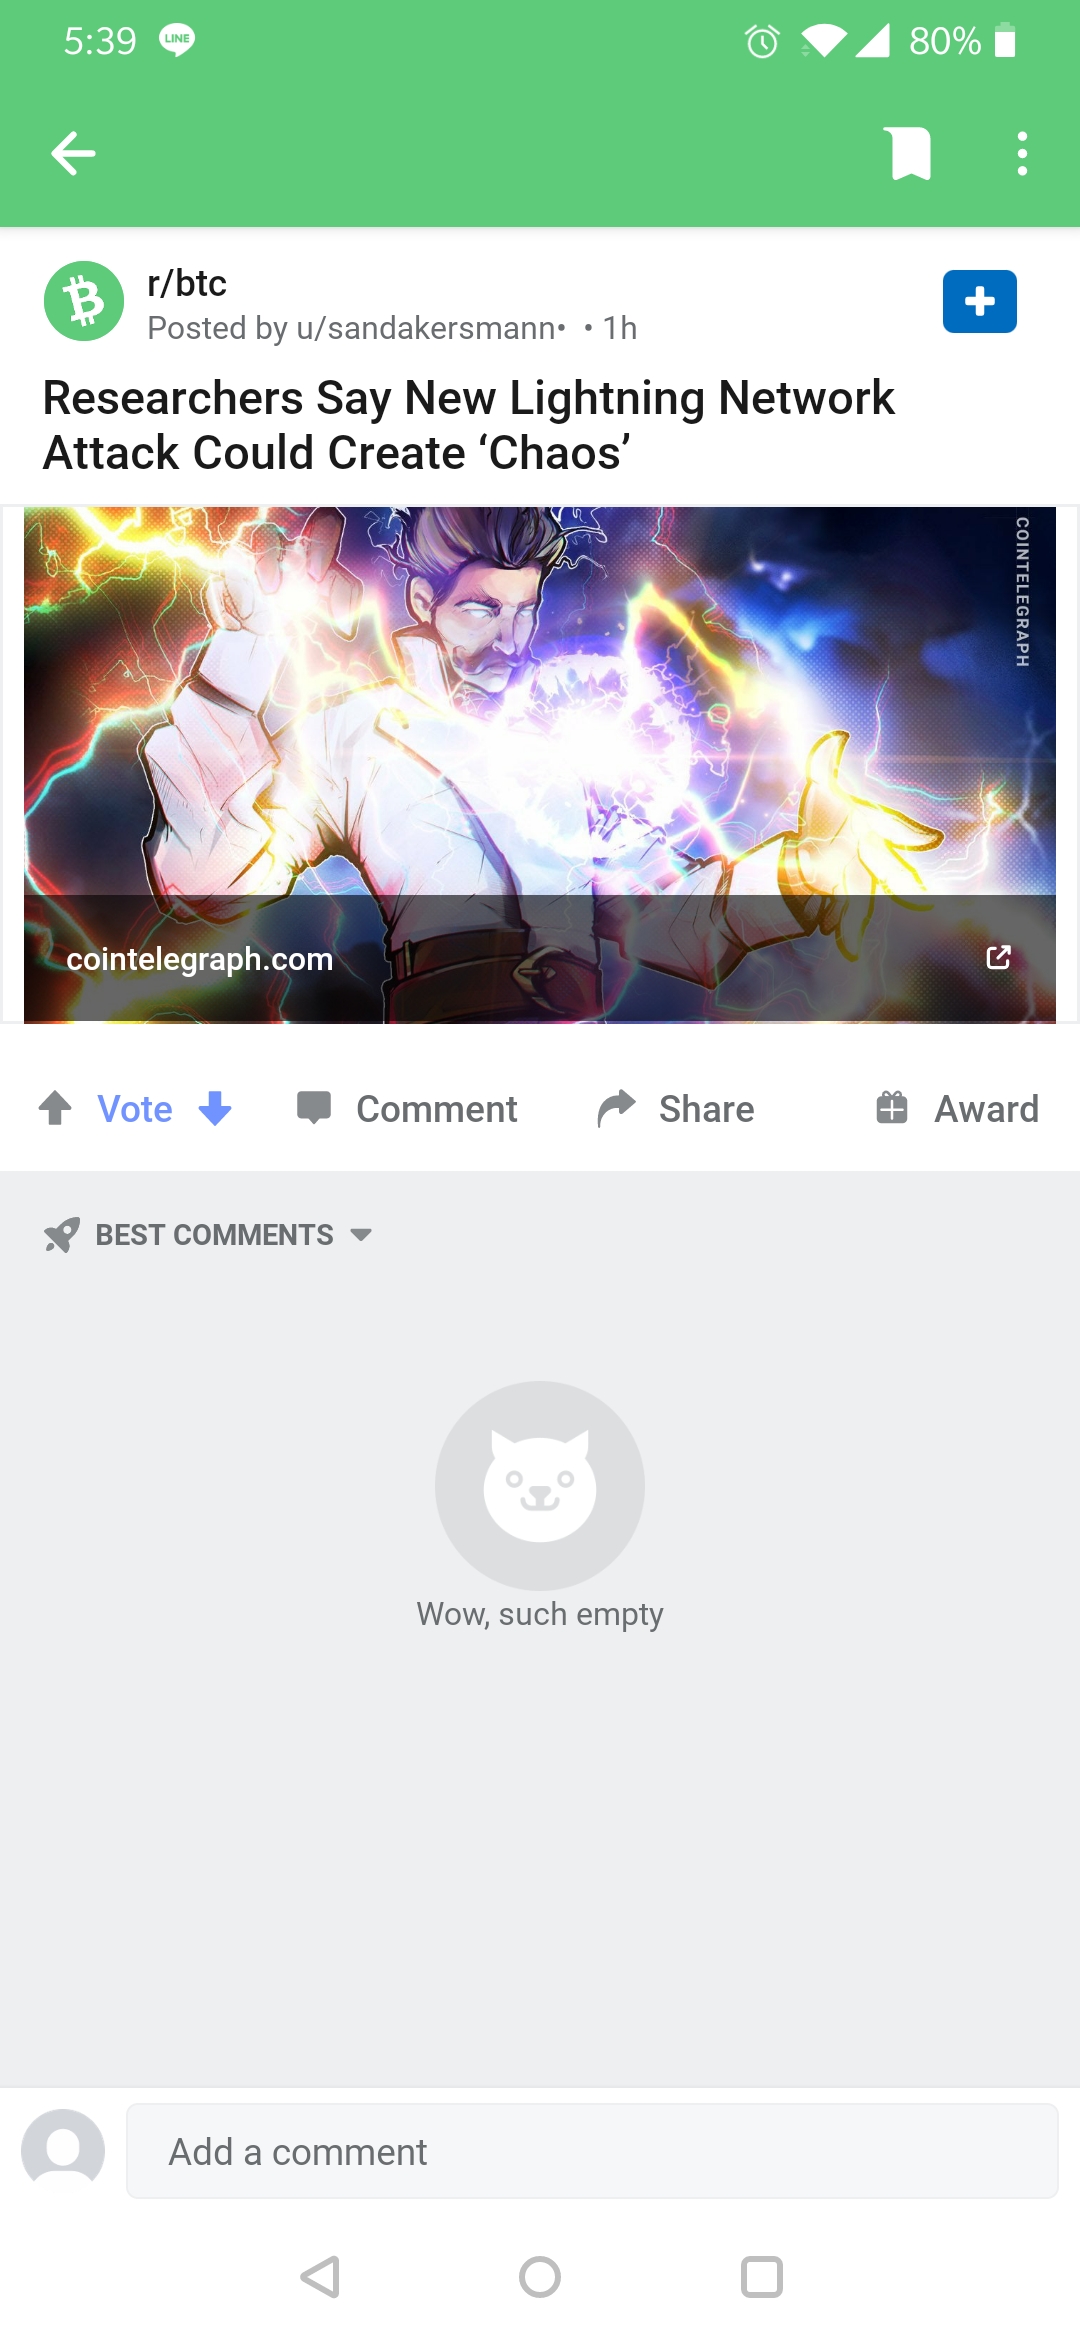 5:39 LINE 80%
r/btc
Posted by u/sandakersmann• • 1h
Researchers Say New Lightning Network
Attack Could Create ‘Chaos’
COINTELEGRAPH
cointelegraph.com
Vote Comment Share Award
BEST COMMENTS
Wow, such empty
Add a comment